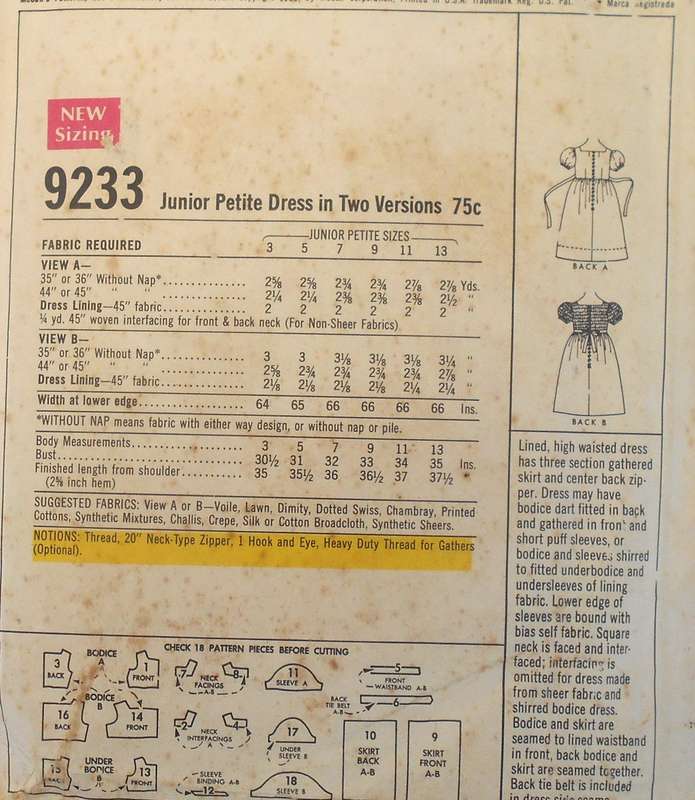 Printed in U.S.A. Trademark Reg. U.S. Pat.
Marca Registrada
NEW
Sizing
9233 Junior Petite Dress in Two Versions 75c
FABRIC REQUIRED
JUNIOR PETITE SIZES
3 5 7 9 11 13
VIEW A—
35" or 36" Without Nap* 2⅝ 2⅝ 2¾ 2¾ 2⅞ 2⅞ Yds.
44" or 45" " " 2¼ 2¼ 2⅜ 2⅜ 2⅜ 2½ "
Dress Lining—45" fabric 2 2 2 2 2 2 "
¼ yd. 45" woven interfacing for front & back neck (For Non-Sheer Fabrics)
VIEW B—
35" or 36" Without Nap* 3 3 3⅛ 3⅛ 3⅛ 3¼ "
44" or 45" " " 2⅝ 2¾ 2¾ 2¾ 2¾ 2⅞ "
Dress Lining—45" fabric 2⅛ 2⅛ 2⅛ 2⅛ 2¼ 2¼ "
Width at lower edge 64 65 66 66 66 66 Ins.
*WITHOUT NAP means fabric with either way design, or without nap or pile.
Body Measurements 3 5 7 9 11 13
Bust 30½ 31 32 33 34 35 Ins.
Finished length from shoulder 35 35½ 36 36½ 37 37½ "
(2⅝ inch hem)
SUGGESTED FABRICS: View A or B—Voile, Lawn, Dimity, Dotted Swiss, Chambray, Printed
Cottons, Synthetic Mixtures, Challis, Crepe, Silk or Cotton Broadcloth, Synthetic Sheers.
NOTIONS: Thread, 20" Neck-Type Zipper, 1 Hook and Eye, Heavy Duty Thread for Gathers
(Optional).
BACK A
BACK B
Lined, high waisted dress
has three section gathered
skirt and center back zip-
per. Dress may have
bodice dart fitted in back
and gathered in front and
short puff sleeves, or
bodice and sleeves shirred
to fitted underbodice and
undersleeves of lining
fabric. Lower edge of
sleeves are bound with
bias self fabric. Square
neck is faced and inter-
faced; interfacing is
omitted for dress made
from sheer fabric and
shirred bodice dress.
Bodice and skirt are
seamed to lined waistband
in front, back bodice and
skirt are seamed together.
Back tie belt is included
in dress side seams
CHECK 18 PATTERN PIECES BEFORE CUTTING
3
BACK
BODICE
A
1
FRONT
7
NECK
FACINGS
A-B
8
11
SLEEVE A
5
FRONT
WAISTBAND A-B
BACK
TIE BELT
A-B
6
16
BACK
BODICE
B
14
FRONT
2
NECK
INTERFACINGS
A
4
17
UNDER
SLEEVE B
10
SKIRT
BACK
A-B
9
SKIRT
FRONT
A-B
15
BACK
UNDER
BODICE
B
13
FRONT
SLEEVE
BINDING A-B
12
18
SLEEVE B